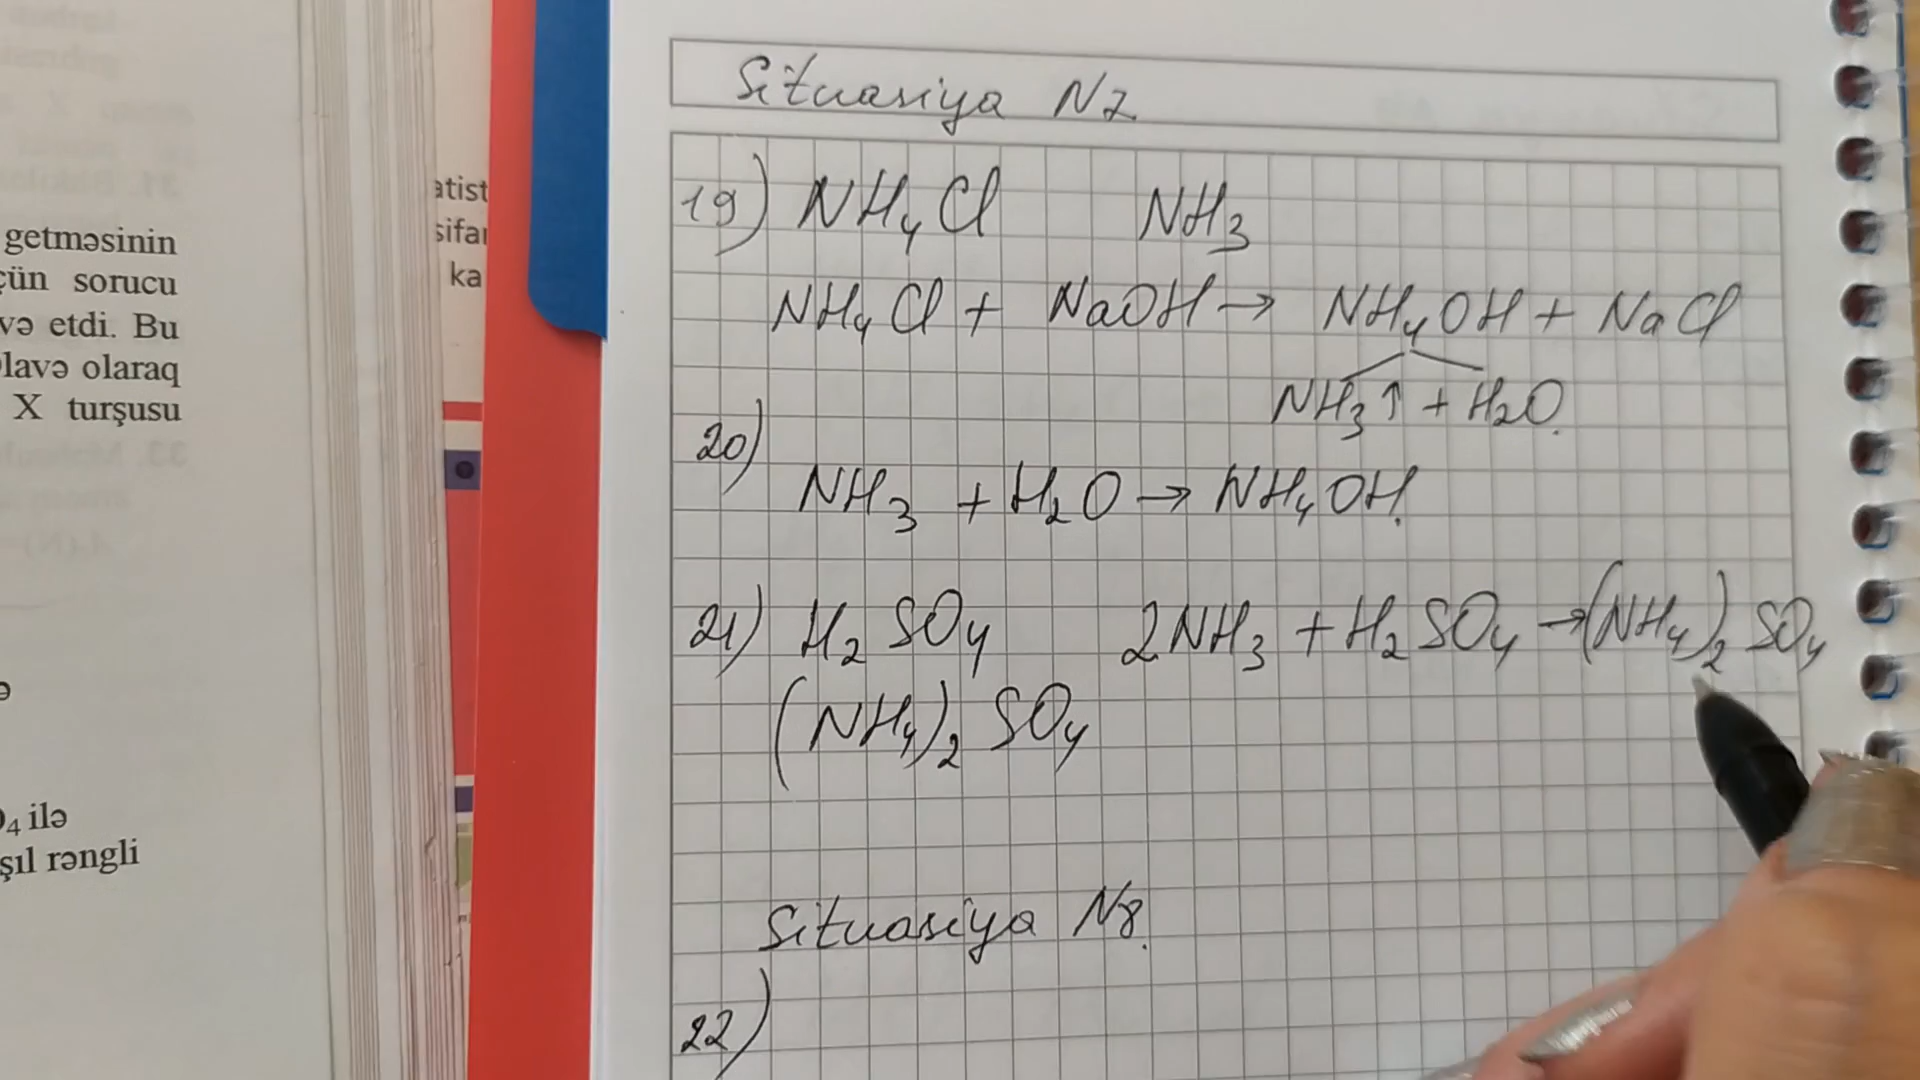 getməsinin
çün sorucu
və etdi. Bu
lavə olaraq
X turşusu
ə
4 ilə
şıl rəngli
atist
sifar
ka
Situasiya N7
19) NH4Cl NH3
NH4Cl + NaOH → NH4OH + NaCl
NH3↑ + H2O.
20)
NH3 + H2O → NH4OH.
21) H2SO4 2NH3 + H2SO4 → (NH4)2SO4
(NH4)2SO4
Situasiya N8.
22)